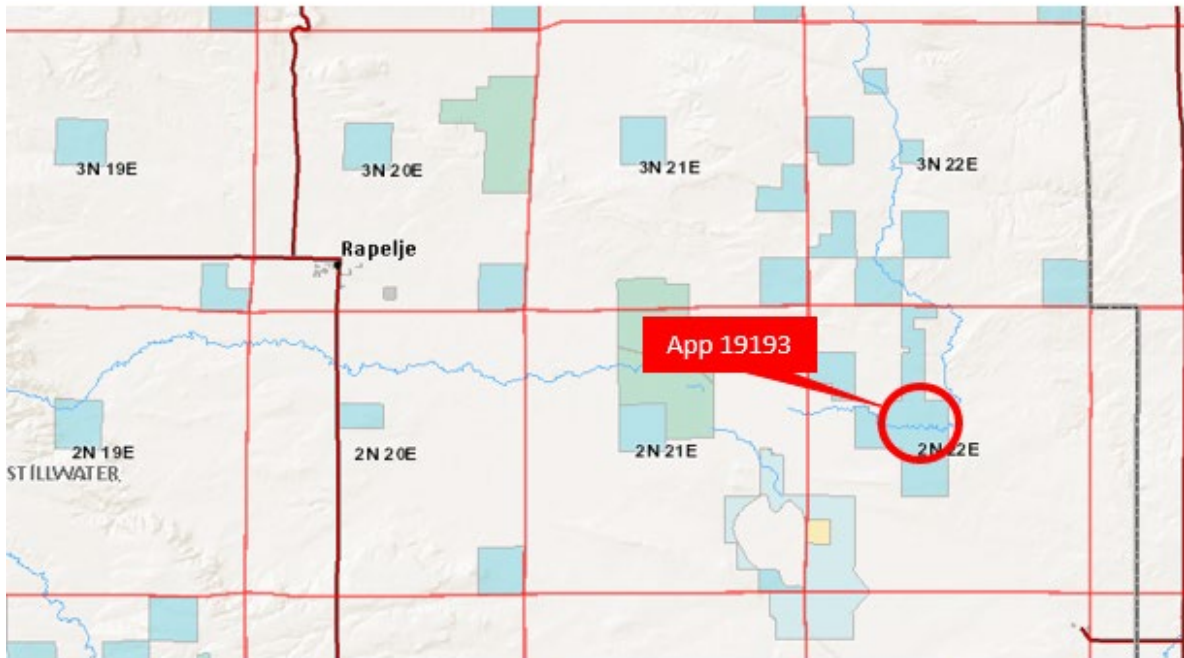 3N 19E
3N 20E
3N 21E
3N 22E
Rapelje
App 19193
2N 19E
2N 20E
2N 21E
2N 22E
STILLWATER